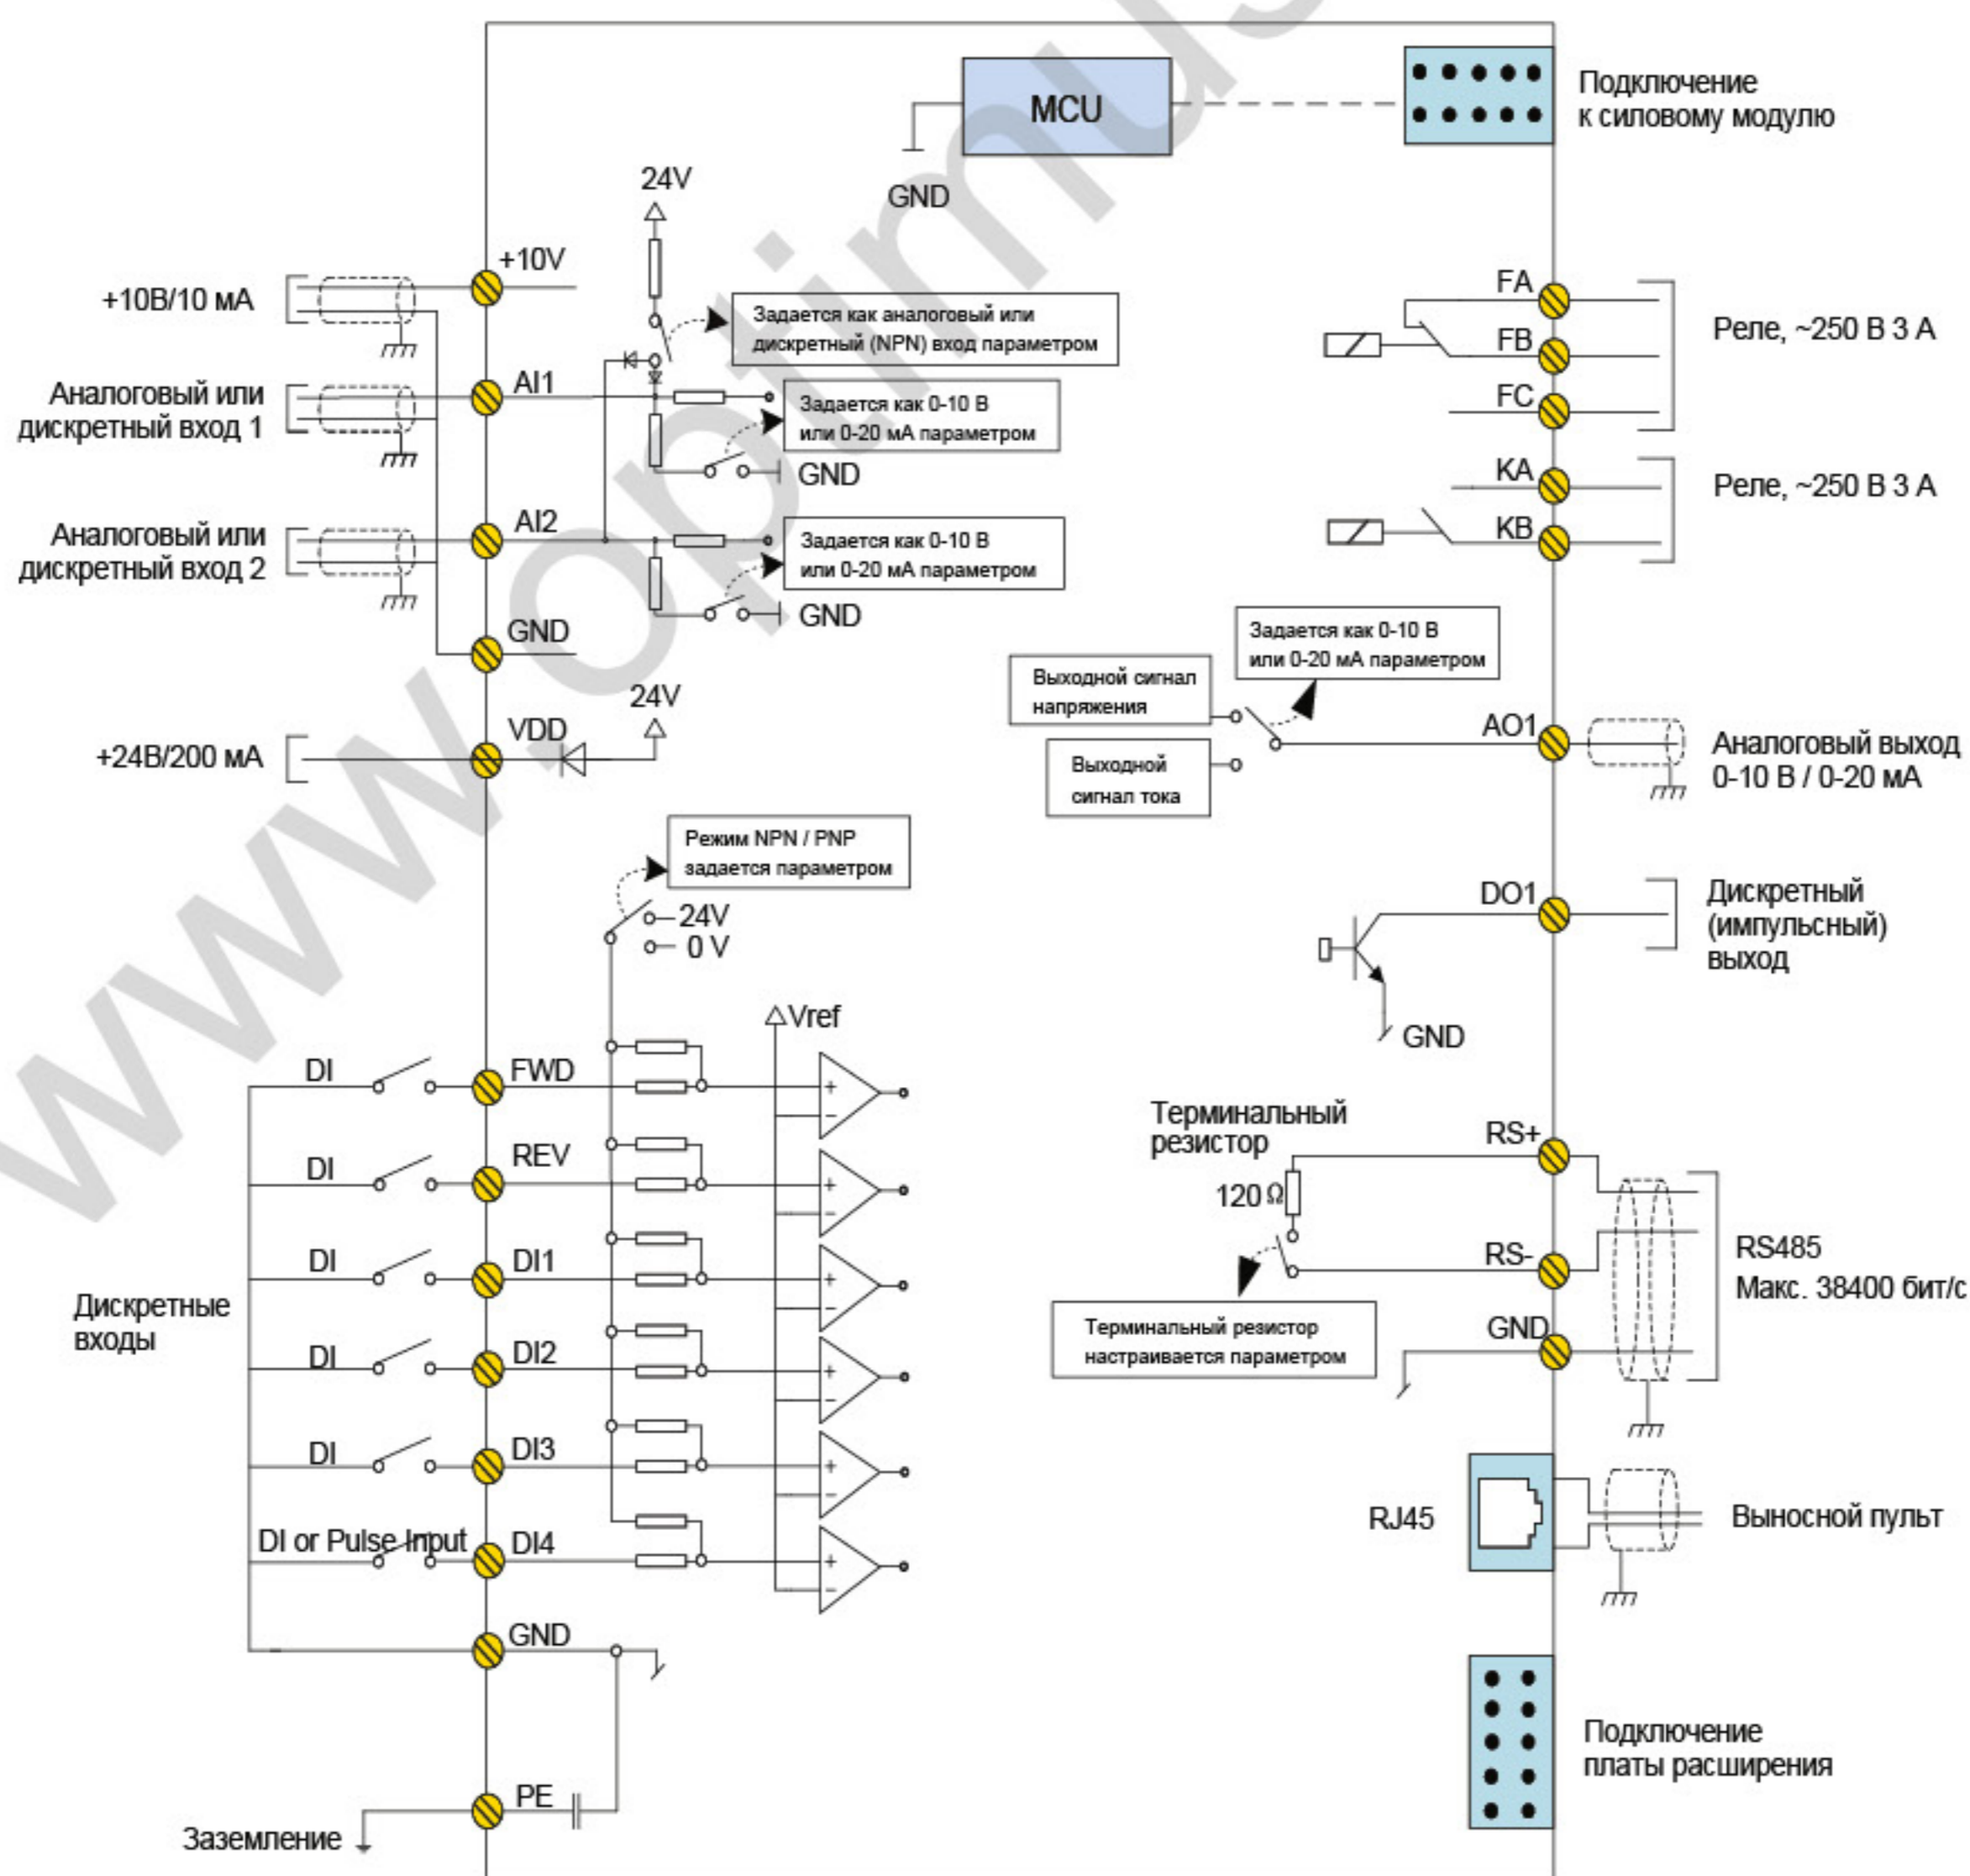 MCU
Подключение
к силовому модулю
GND
24V
+10V
+10В/10 мА
Задается как аналоговый или
дискретный (NPN) вход параметром
AI1
Аналоговый или
дискретный вход 1
Задается как 0-10 В
или 0-20 мА параметром
GND
AI2
Аналоговый или
дискретный вход 2
Задается как 0-10 В
или 0-20 мА параметром
GND
GND
24V
VDD
+24В/200 мА
Режим NPN / PNP
задается параметром
24V
0 V
Vref
DI
FWD
DI
REV
DI
DI1
Дискретные
входы
DI
DI2
DI
DI3
DI or Pulse Input
DI4
GND
PE
Заземление
FA
FB
FC
Реле, ~250 В 3 А
KA
KB
Реле, ~250 В 3 А
Задается как 0-10 В
или 0-20 мА параметром
Выходной сигнал
напряжения
Выходной
сигнал тока
AO1
Аналоговый выход
0-10 В / 0-20 мА
DO1
Дискретный
(импульсный)
выход
GND
Терминальный
резистор
120 Ω
RS+
RS-
GND
RS485
Макс. 38400 бит/с
Терминальный резистор
настраивается параметром
RJ45
Выносной пульт
Подключение
платы расширения